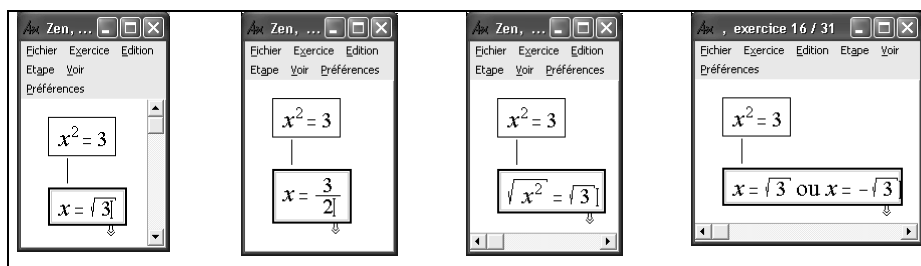 Zen, ...
Fichier Exercice Edition
Etape Voir
Préférences
x² = 3
x = √3
Zen, ...
Fichier Exercice Edition
Etape Voir Préférences
x² = 3
x = 3/2
Zen, ...
Fichier Exercice Edition
Etape Voir Préférences
x² = 3
√x² = √3
, exercice 16 / 31
Fichier Exercice Edition Etape Voir
Préférences
x² = 3
x = √3 ou x = -√3